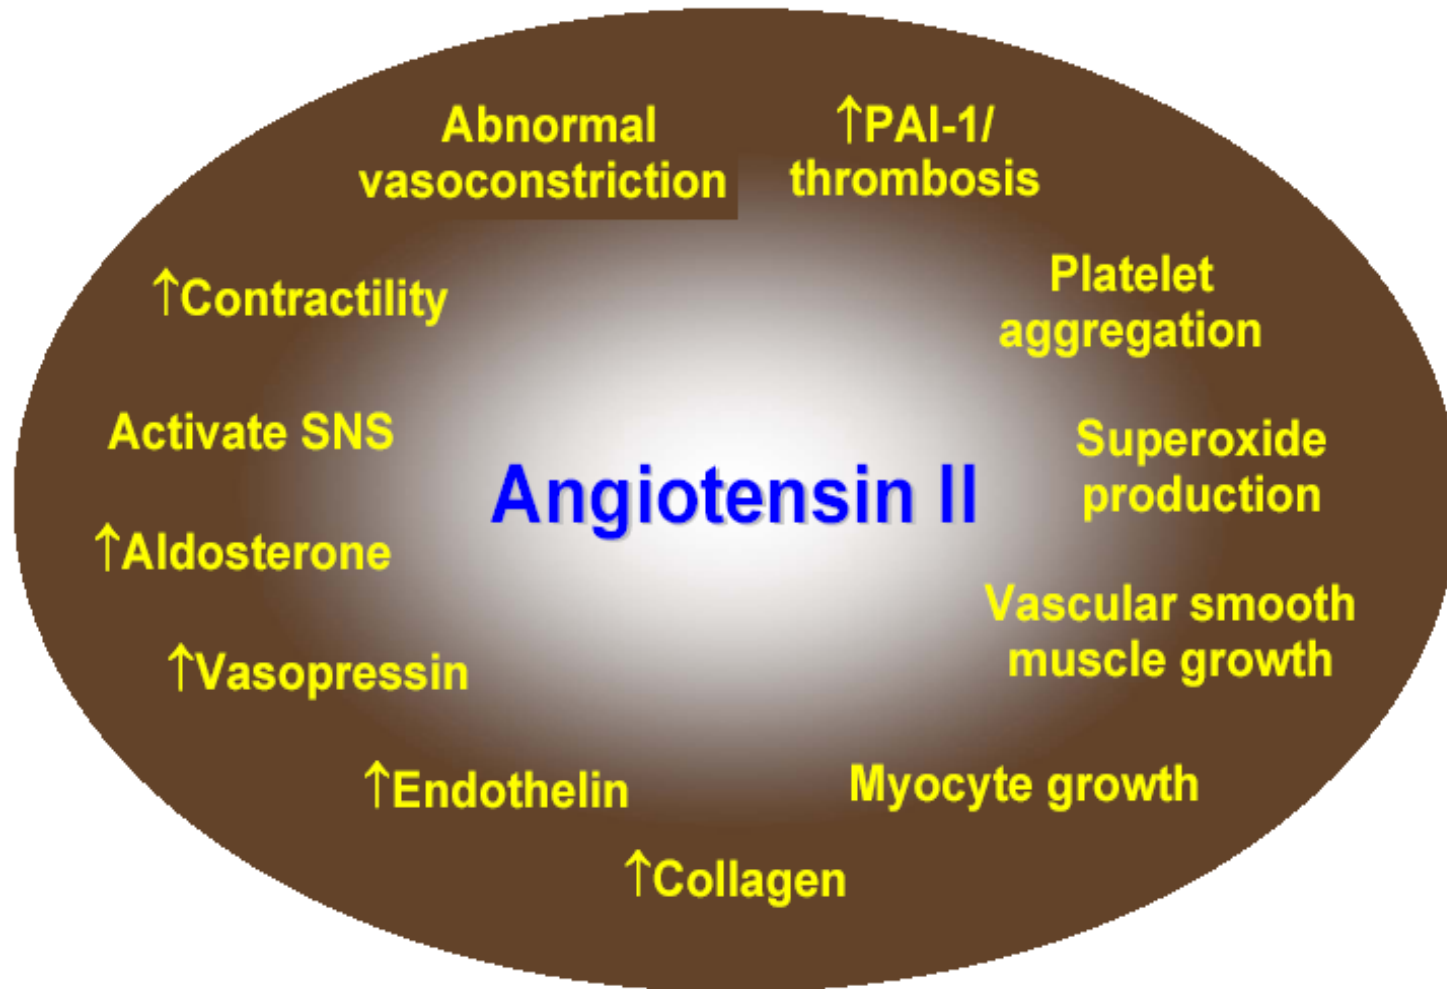 Abnormal
vasoconstriction
↑PAI-1/
thrombosis
↑Contractility
Platelet
aggregation
Activate SNS
Superoxide
production
Angiotensin II
↑Aldosterone
Vascular smooth
muscle growth
↑Vasopressin
↑Endothelin
Myocyte growth
↑Collagen